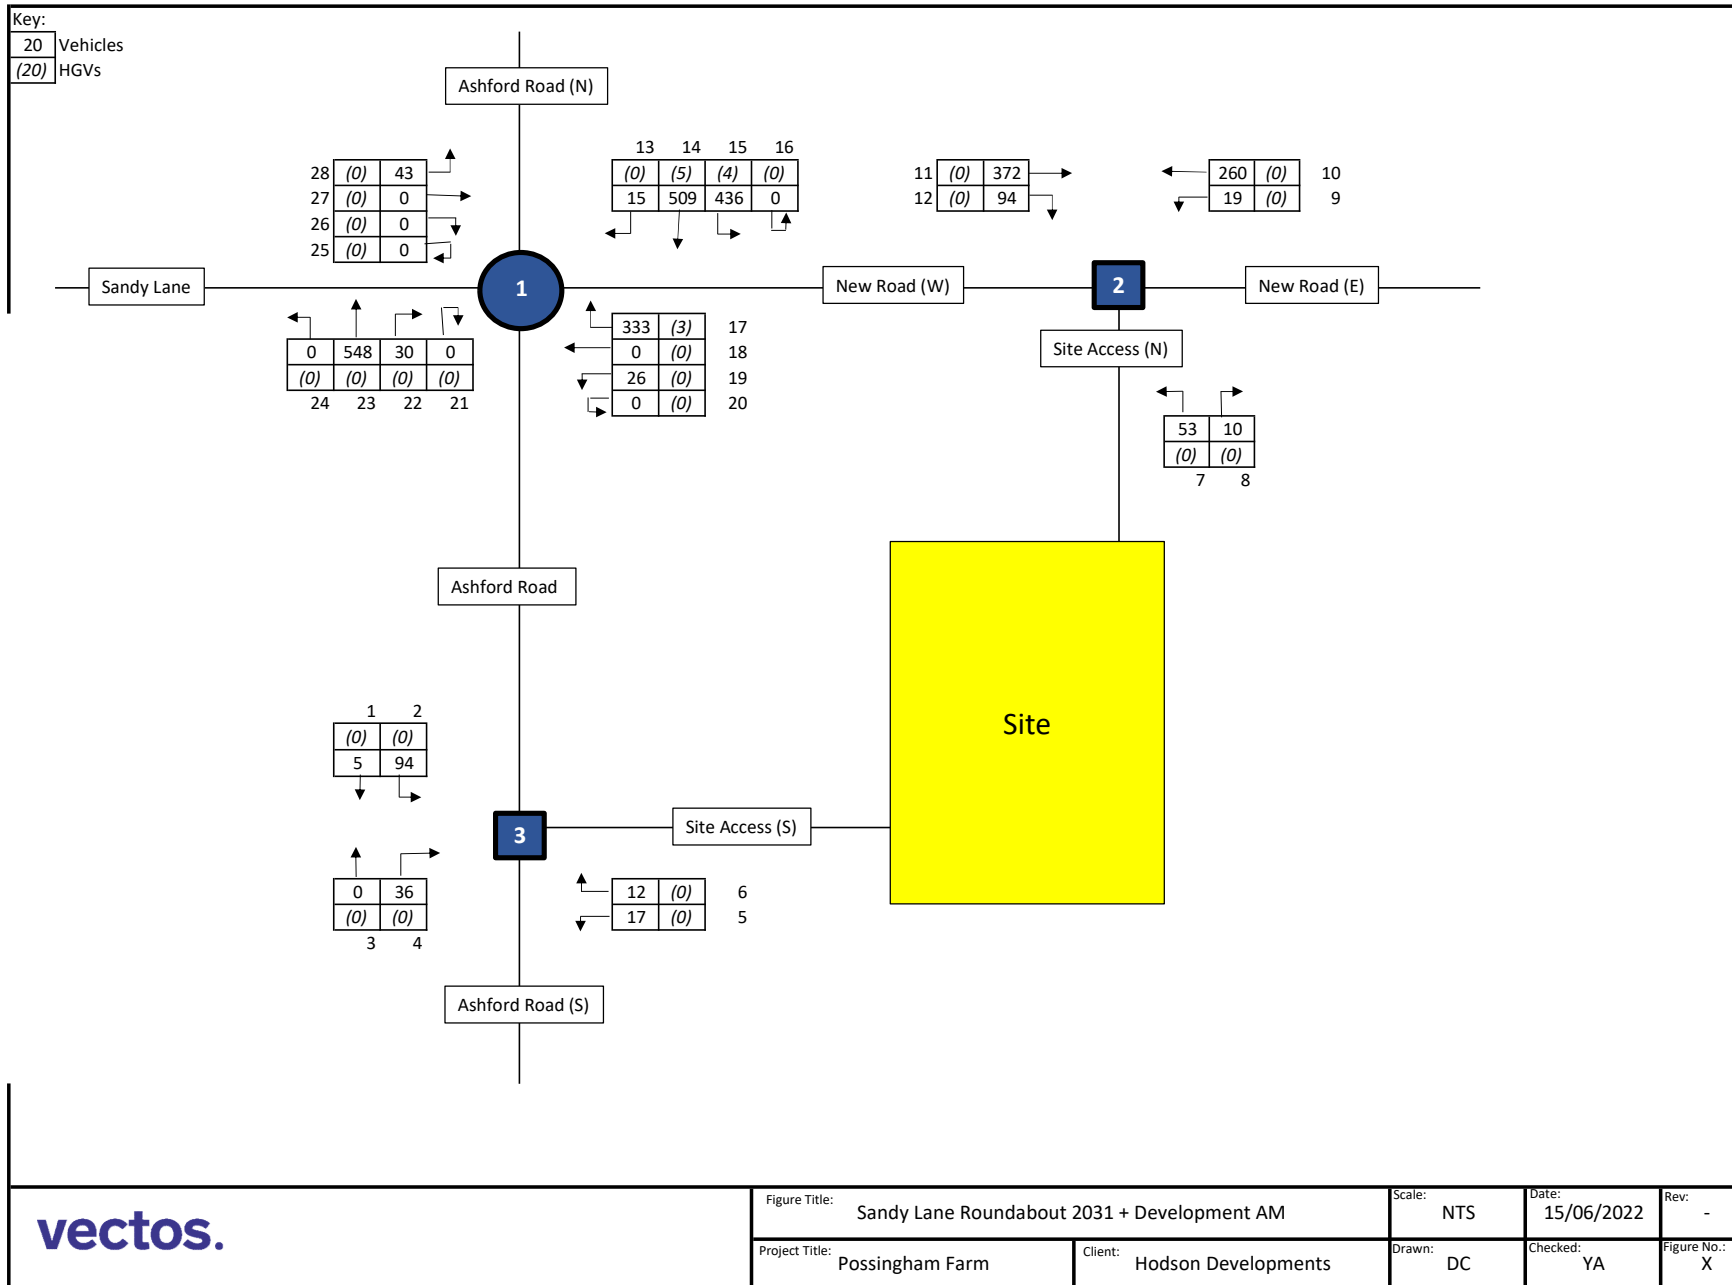 Key:
20 Vehicles
(20) HGVs
Ashford Road (N)
13 14 15 16
(0) (5) (4) (0)
15 509 436 0
28 (0) 43
27 (0) 0
26 (0) 0
25 (0) 0
11 (0) 372
12 (0) 94
260 (0) 10
19 (0) 9
Sandy Lane
1
New Road (W)
2
New Road (E)
0 548 30 0
(0) (0) (0) (0)
24 23 22 21
333 (3) 17
0 (0) 18
26 (0) 19
0 (0) 20
Site Access (N)
53 10
(0) (0)
7 8
Ashford Road
Site
1 2
(0) (0)
5 94
3
Site Access (S)
0 36
(0) (0)
3 4
12 (0) 6
17 (0) 5
Ashford Road (S)
vectos.
Figure Title: Sandy Lane Roundabout 2031 + Development AM
Scale: NTS
Date: 15/06/2022
Rev: -
Project Title: Possingham Farm
Client: Hodson Developments
Drawn: DC
Checked: YA
Figure No.: X